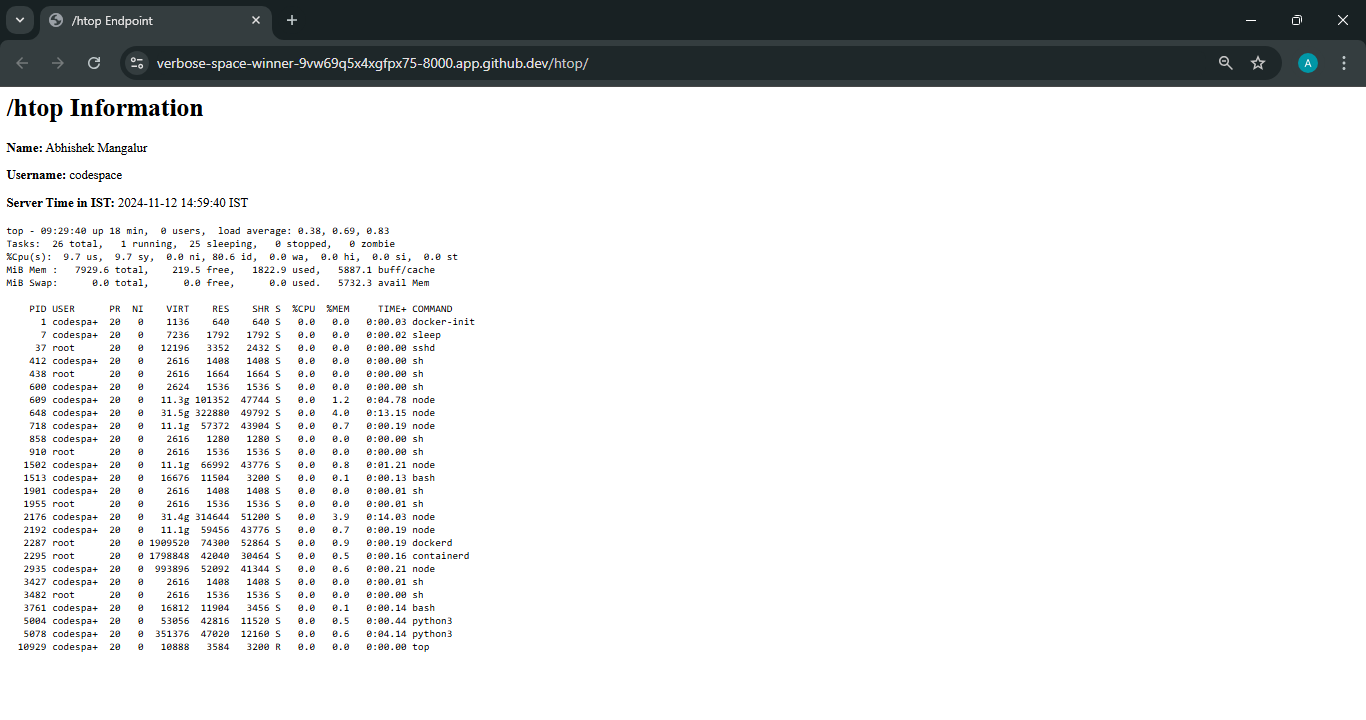 /htop Endpoint
verbose-space-winner-9vw69q5x4xgfpx75-8000.app.github.dev/htop/
A
/htop Information
Name: Abhishek Mangalur
Username: codespace
Server Time in IST: 2024-11-12 14:59:40 IST
top - 09:29:40 up 18 min,  0 users,  load average: 0.38, 0.69, 0.83
Tasks:  26 total,   1 running,  25 sleeping,   0 stopped,   0 zombie
%Cpu(s):  9.7 us,  9.7 sy,  0.0 ni, 80.6 id,  0.0 wa,  0.0 hi,  0.0 si,  0.0 st
MiB Mem :   7929.6 total,    219.5 free,   1822.9 used,   5887.1 buff/cache
MiB Swap:      0.0 total,      0.0 free,      0.0 used.   5732.3 avail Mem
PID USER      PR  NI    VIRT    RES    SHR S  %CPU  %MEM     TIME+ COMMAND
1 codespa+  20   0    1136    640    640 S   0.0   0.0   0:00.03 docker-init
7 codespa+  20   0    7236   1792   1792 S   0.0   0.0   0:00.02 sleep
37 root      20   0   12196   3352   2432 S   0.0   0.0   0:00.00 sshd
412 codespa+  20   0    2616   1408   1408 S   0.0   0.0   0:00.00 sh
438 root      20   0    2616   1664   1664 S   0.0   0.0   0:00.00 sh
600 codespa+  20   0    2624   1536   1536 S   0.0   0.0   0:00.00 sh
609 codespa+  20   0   11.3g 101352  47744 S   0.0   1.2   0:04.78 node
648 codespa+  20   0   31.5g 322880  49792 S   0.0   4.0   0:13.15 node
718 codespa+  20   0   11.1g  57372  43904 S   0.0   0.7   0:00.19 node
858 codespa+  20   0    2616   1280   1280 S   0.0   0.0   0:00.00 sh
910 root      20   0    2616   1536   1536 S   0.0   0.0   0:00.00 sh
1502 codespa+  20   0   11.1g  66992  43776 S   0.0   0.8   0:01.21 node
1513 codespa+  20   0   16676  11504   3200 S   0.0   0.1   0:00.13 bash
1901 codespa+  20   0    2616   1408   1408 S   0.0   0.0   0:00.01 sh
1955 root      20   0    2616   1536   1536 S   0.0   0.0   0:00.01 sh
2176 codespa+  20   0   31.4g 314644  51200 S   0.0   3.9   0:14.03 node
2192 codespa+  20   0   11.1g  59456  43776 S   0.0   0.7   0:00.19 node
2287 root      20   0 1909520  74300  52864 S   0.0   0.9   0:00.19 dockerd
2295 root      20   0 1798848  42040  30464 S   0.0   0.5   0:00.16 containerd
2935 codespa+  20   0  993896  52092  41344 S   0.0   0.6   0:00.21 node
3427 codespa+  20   0    2616   1408   1408 S   0.0   0.0   0:00.01 sh
3482 root      20   0    2616   1536   1536 S   0.0   0.0   0:00.00 sh
3761 codespa+  20   0   16812  11904   3456 S   0.0   0.1   0:00.14 bash
5004 codespa+  20   0   53056  42816  11520 S   0.0   0.5   0:00.44 python3
5078 codespa+  20   0  351376  47020  12160 S   0.0   0.6   0:04.14 python3
10929 codespa+  20   0   10888   3584   3200 R   0.0   0.0   0:00.00 top